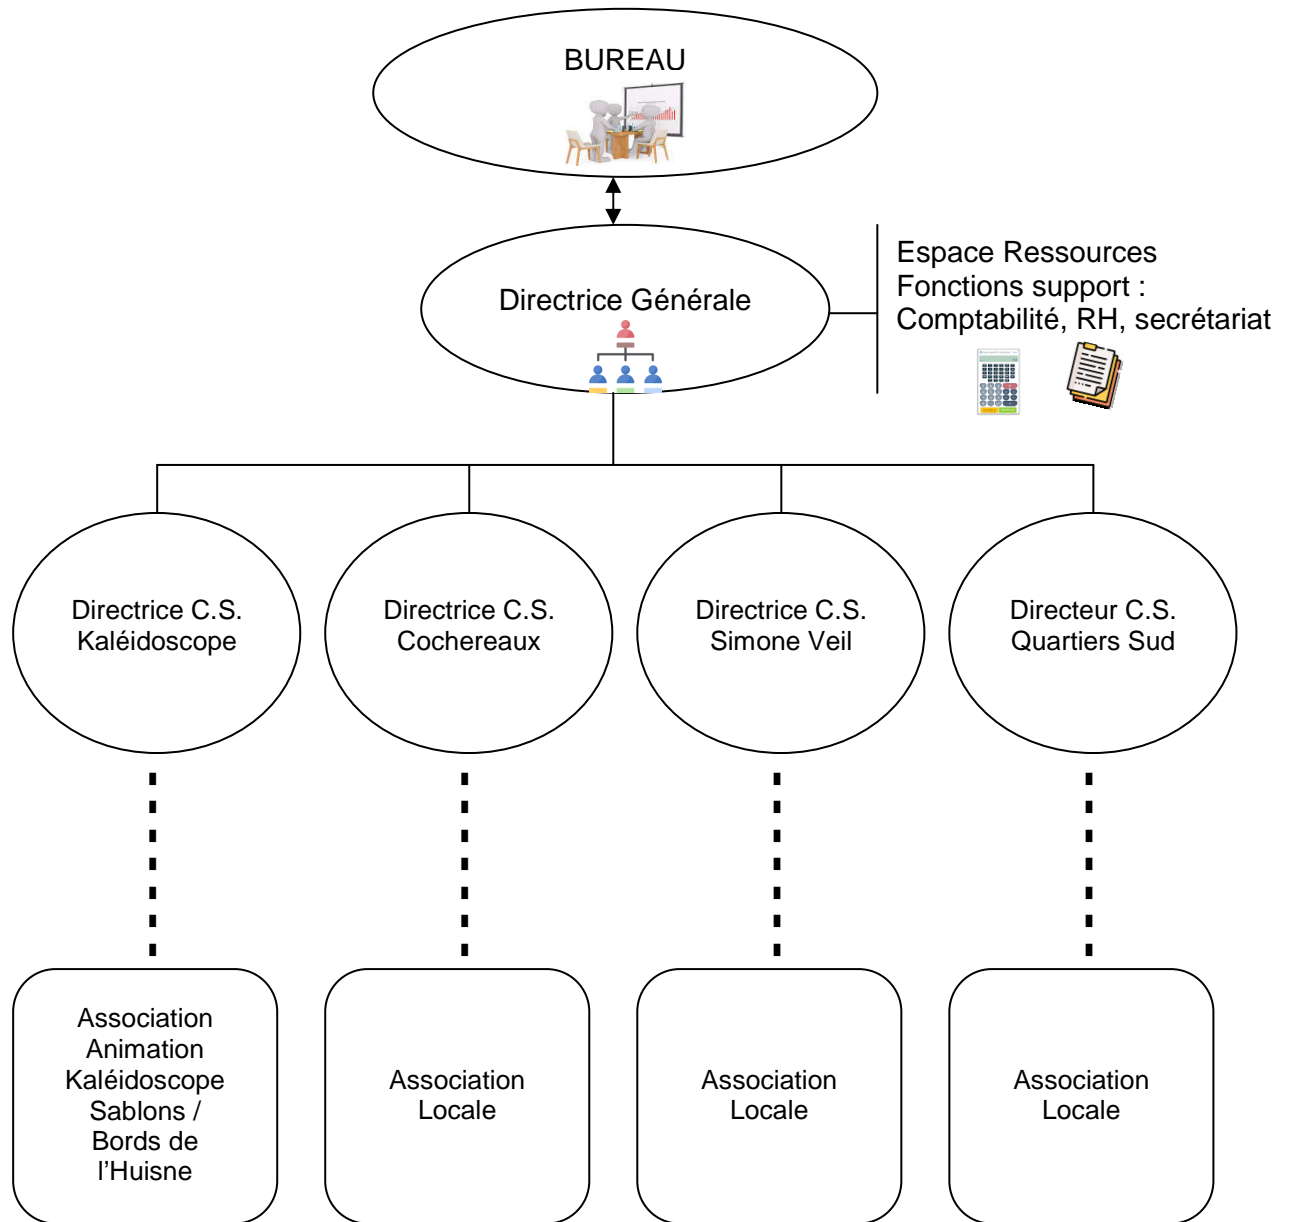 BUREAU
Directrice Générale
Espace Ressources
Fonctions support :
Comptabilité, RH, secrétariat
Directrice C.S.
Kaléidoscope
Directrice C.S.
Cochereaux
Directrice C.S.
Simone Veil
Directeur C.S.
Quartiers Sud
Association
Animation
Kaléidoscope
Sablons /
Bords de
l’Huisne
Association
Locale
Association
Locale
Association
Locale